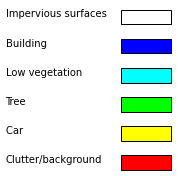 Impervious surfaces
Building
Low vegetation
Tree
Car
Clutter/background